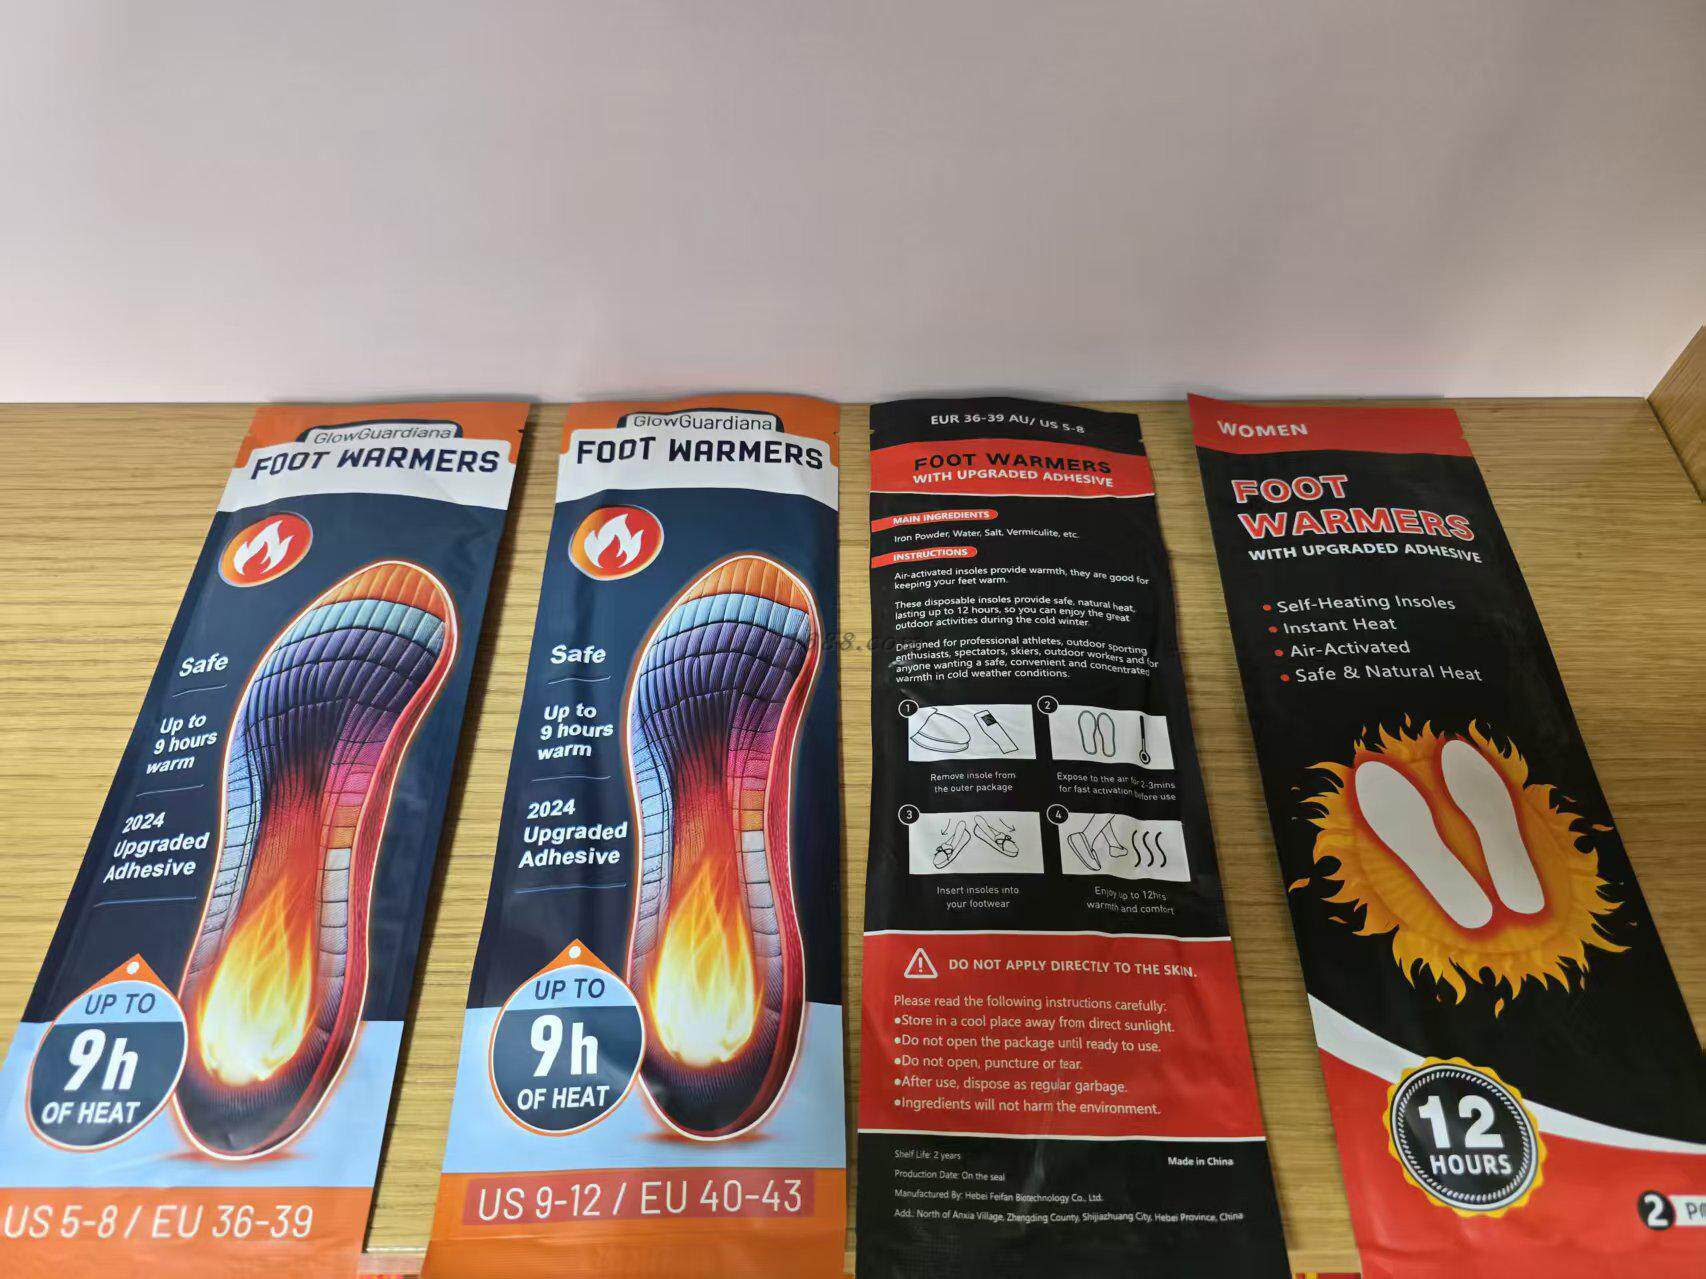 GlowGuardiana
FOOT WARMERS
Safe
Up to
9 hours
warm
2024
Upgraded
Adhesive
UP TO
9h
OF HEAT
US 5-8 / EU 36-39
GlowGuardiana
FOOT WARMERS
Safe
Up to
9 hours
warm
2024
Upgraded
Adhesive
UP TO
9h
OF HEAT
US 9-12 / EU 40-43
EUR 36-39 AU/ US 5-8
FOOT WARMERS
WITH UPGRADED ADHESIVE
MAIN INGREDIENTS
Iron Powder, Water, Salt, Vermiculite, etc.
INSTRUCTIONS
Air-activated insoles provide warmth, they are good for
keeping your feet warm.
These disposable insoles provide safe, natural heat,
lasting up to 12 hours, so you can enjoy the great
outdoor activities during the cold winter.
Designed for professional athletes, outdoor sporting
enthusiasts, spectators, skiers, outdoor workers and for
anyone wanting a safe, convenient and concentrated
warmth in cold weather conditions.
1
Remove insole from
the outer package
2
Expose to the air for 2-3mins
for fast activation before use
3
Insert insoles into
your footwear
4
Enjoy up to 12hrs
warmth and comfort
DO NOT APPLY DIRECTLY TO THE SKIN.
Please read the following instructions carefully:
●Store in a cool place away from direct sunlight.
●Do not open the package until ready to use.
●Do not open, puncture or tear.
●After use, dispose as regular garbage.
●Ingredients will not harm the environment.
Shelf Life: 2 years
Made in China
Production Date: On the seal
Manufactured By: Hebei Feifan Biotechnology Co., Ltd.
Add.: North of Anxia Village, Zhengding County, Shijiazhuang City, Hebei Province, China
WOMEN
FOOT
WARMERS
WITH UPGRADED ADHESIVE
• Self-Heating Insoles
• Instant Heat
• Air-Activated
• Safe & Natural Heat
12
HOURS
2